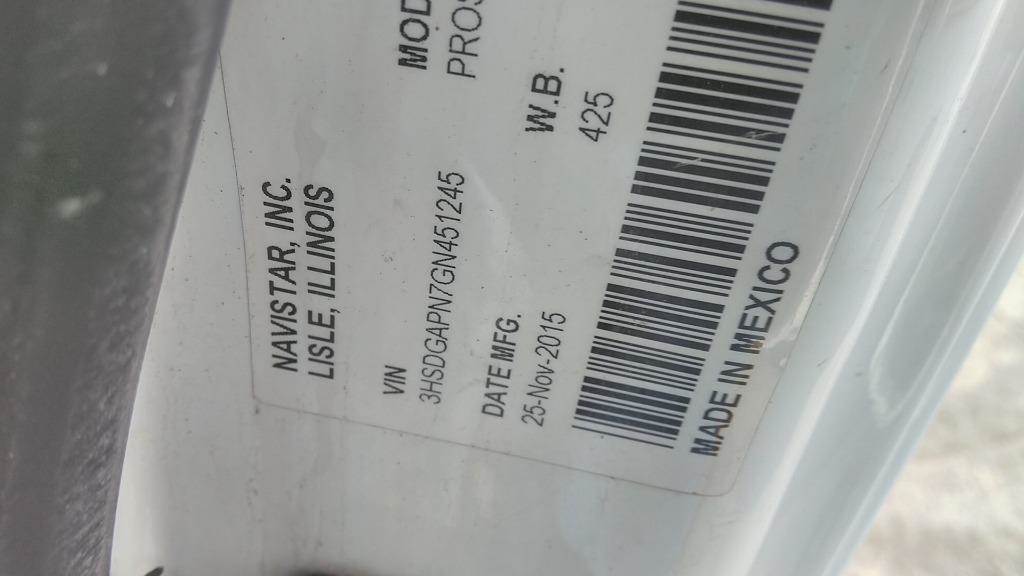 NAVISTAR, INC.
LISLE, ILLINOIS
VIN
3HSDGAPN7GN451245
DATE MFG.
25-Nov-2015
W.B.
425
MADE IN MEXICO